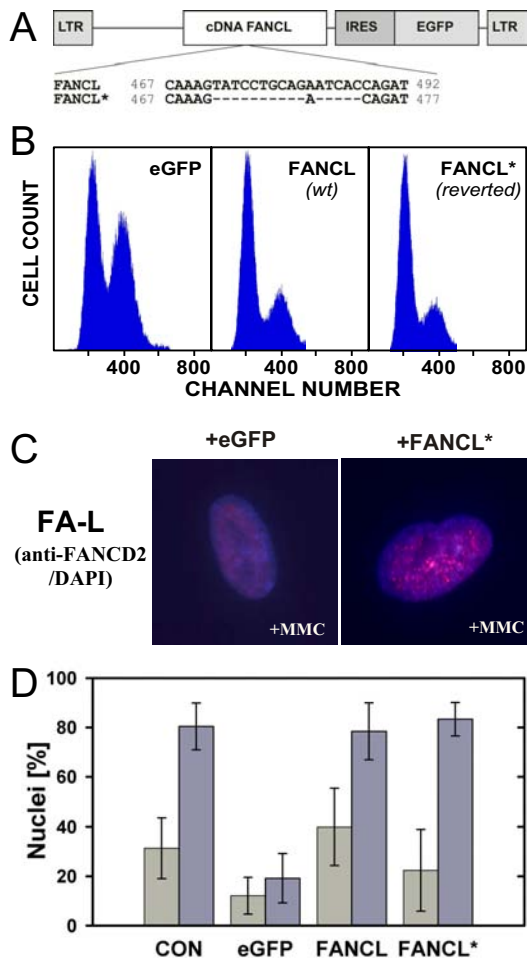 A
LTR cDNA FANCL IRES EGFP LTR
FANCL 467 CAAAGTATCCTGCAGAATCACCAGAT 492
FANCL* 467 CAAAG----------A-----CAGAT 477
B
eGFP FANCL FANCL*
(wt) (reverted)
CELL COUNT
400 800 400 800 400 800
CHANNEL NUMBER
C
+eGFP +FANCL*
FA-L
(anti-FANCD2
/DAPI)
+MMC +MMC
D
100
80
60
40
20
0
Nuclei [%]
CON eGFP FANCL FANCL*